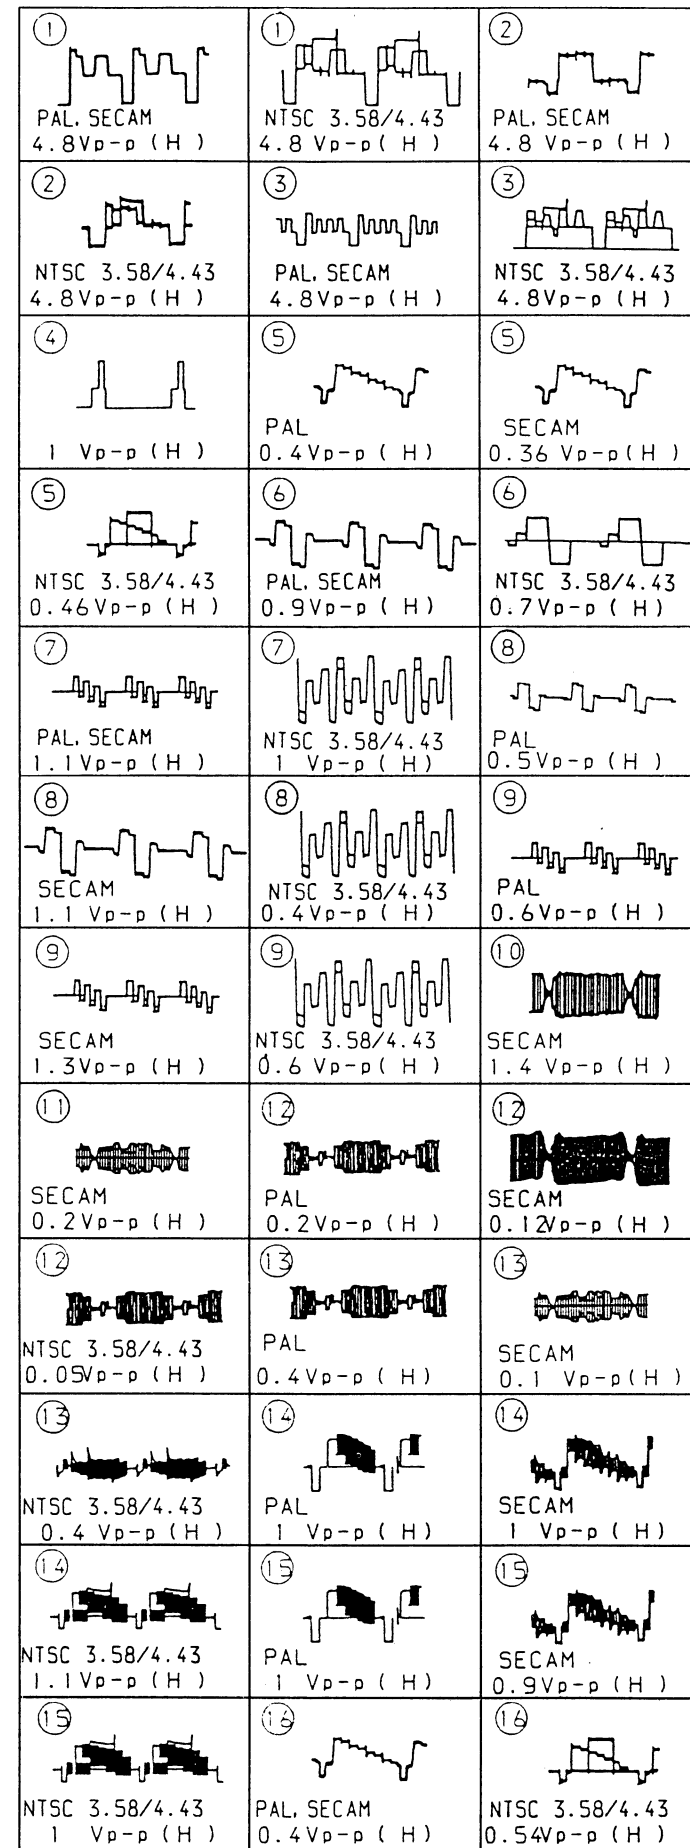 1
PAL, SECAM
4.8Vp-p (H)
1
NTSC 3.58/4.43
4.8 Vp-p (H)
2
PAL, SECAM
4.8 Vp-p (H)
2
NTSC 3.58/4.43
4.8Vp-p (H)
3
PAL, SECAM
4.8Vp-p (H)
3
NTSC 3.58/4.43
4.8Vp-p (H)
4
1 Vp-p (H)
5
PAL
0.4Vp-p (H)
5
SECAM
0.36 Vp-p(H)
5
NTSC 3.58/4.43
0.46Vp-p (H)
6
PAL, SECAM
0.9Vp-p (H)
6
NTSC 3.58/4.43
0.7Vp-p (H)
7
PAL, SECAM
1.1Vp-p (H)
7
NTSC 3.58/4.43
1 Vp-p (H)
8
PAL
0.5Vp-p (H)
8
SECAM
1.1 Vp-p (H)
8
NTSC 3.58/4.43
0.4Vp-p (H)
9
PAL
0.6Vp-p (H)
9
SECAM
1.3Vp-p (H)
9
NTSC 3.58/4.43
0.6 Vp-p (H)
10
SECAM
1.4 Vp-p (H)
11
SECAM
0.2Vp-p (H)
12
PAL
0.2Vp-p (H)
12
SECAM
0.12Vp-p (H)
12
NTSC 3.58/4.43
0.05Vp-p (H)
13
PAL
0.4Vp-p (H)
13
SECAM
0.1 Vp-p(H)
13
NTSC 3.58/4.43
0.4 Vp-p (H)
14
PAL
1 Vp-p (H)
14
SECAM
1 Vp-p (H)
14
NTSC 3.58/4.43
1.1Vp-p (H)
15
PAL
1 Vp-p (H)
15
SECAM
0.9Vp-p (H)
15
NTSC 3.58/4.43
1 Vp-p (H)
16
PAL, SECAM
0.4Vp-p (H)
16
NTSC 3.58/4.43
0.54Vp-p (H)